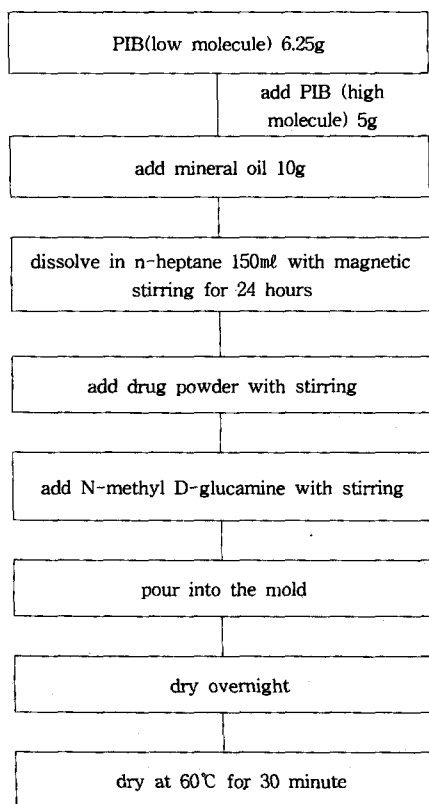 PIB(low molecule) 6.25g
add PIB (high
molecule) 5g
add mineral oil 10g
dissolve in n-heptane 150㎖ with magnetic
stirring for 24 hours
add drug powder with stirring
add N-methyl D-glucamine with stirring
pour into the mold
dry overnight
dry at 60℃ for 30 minute